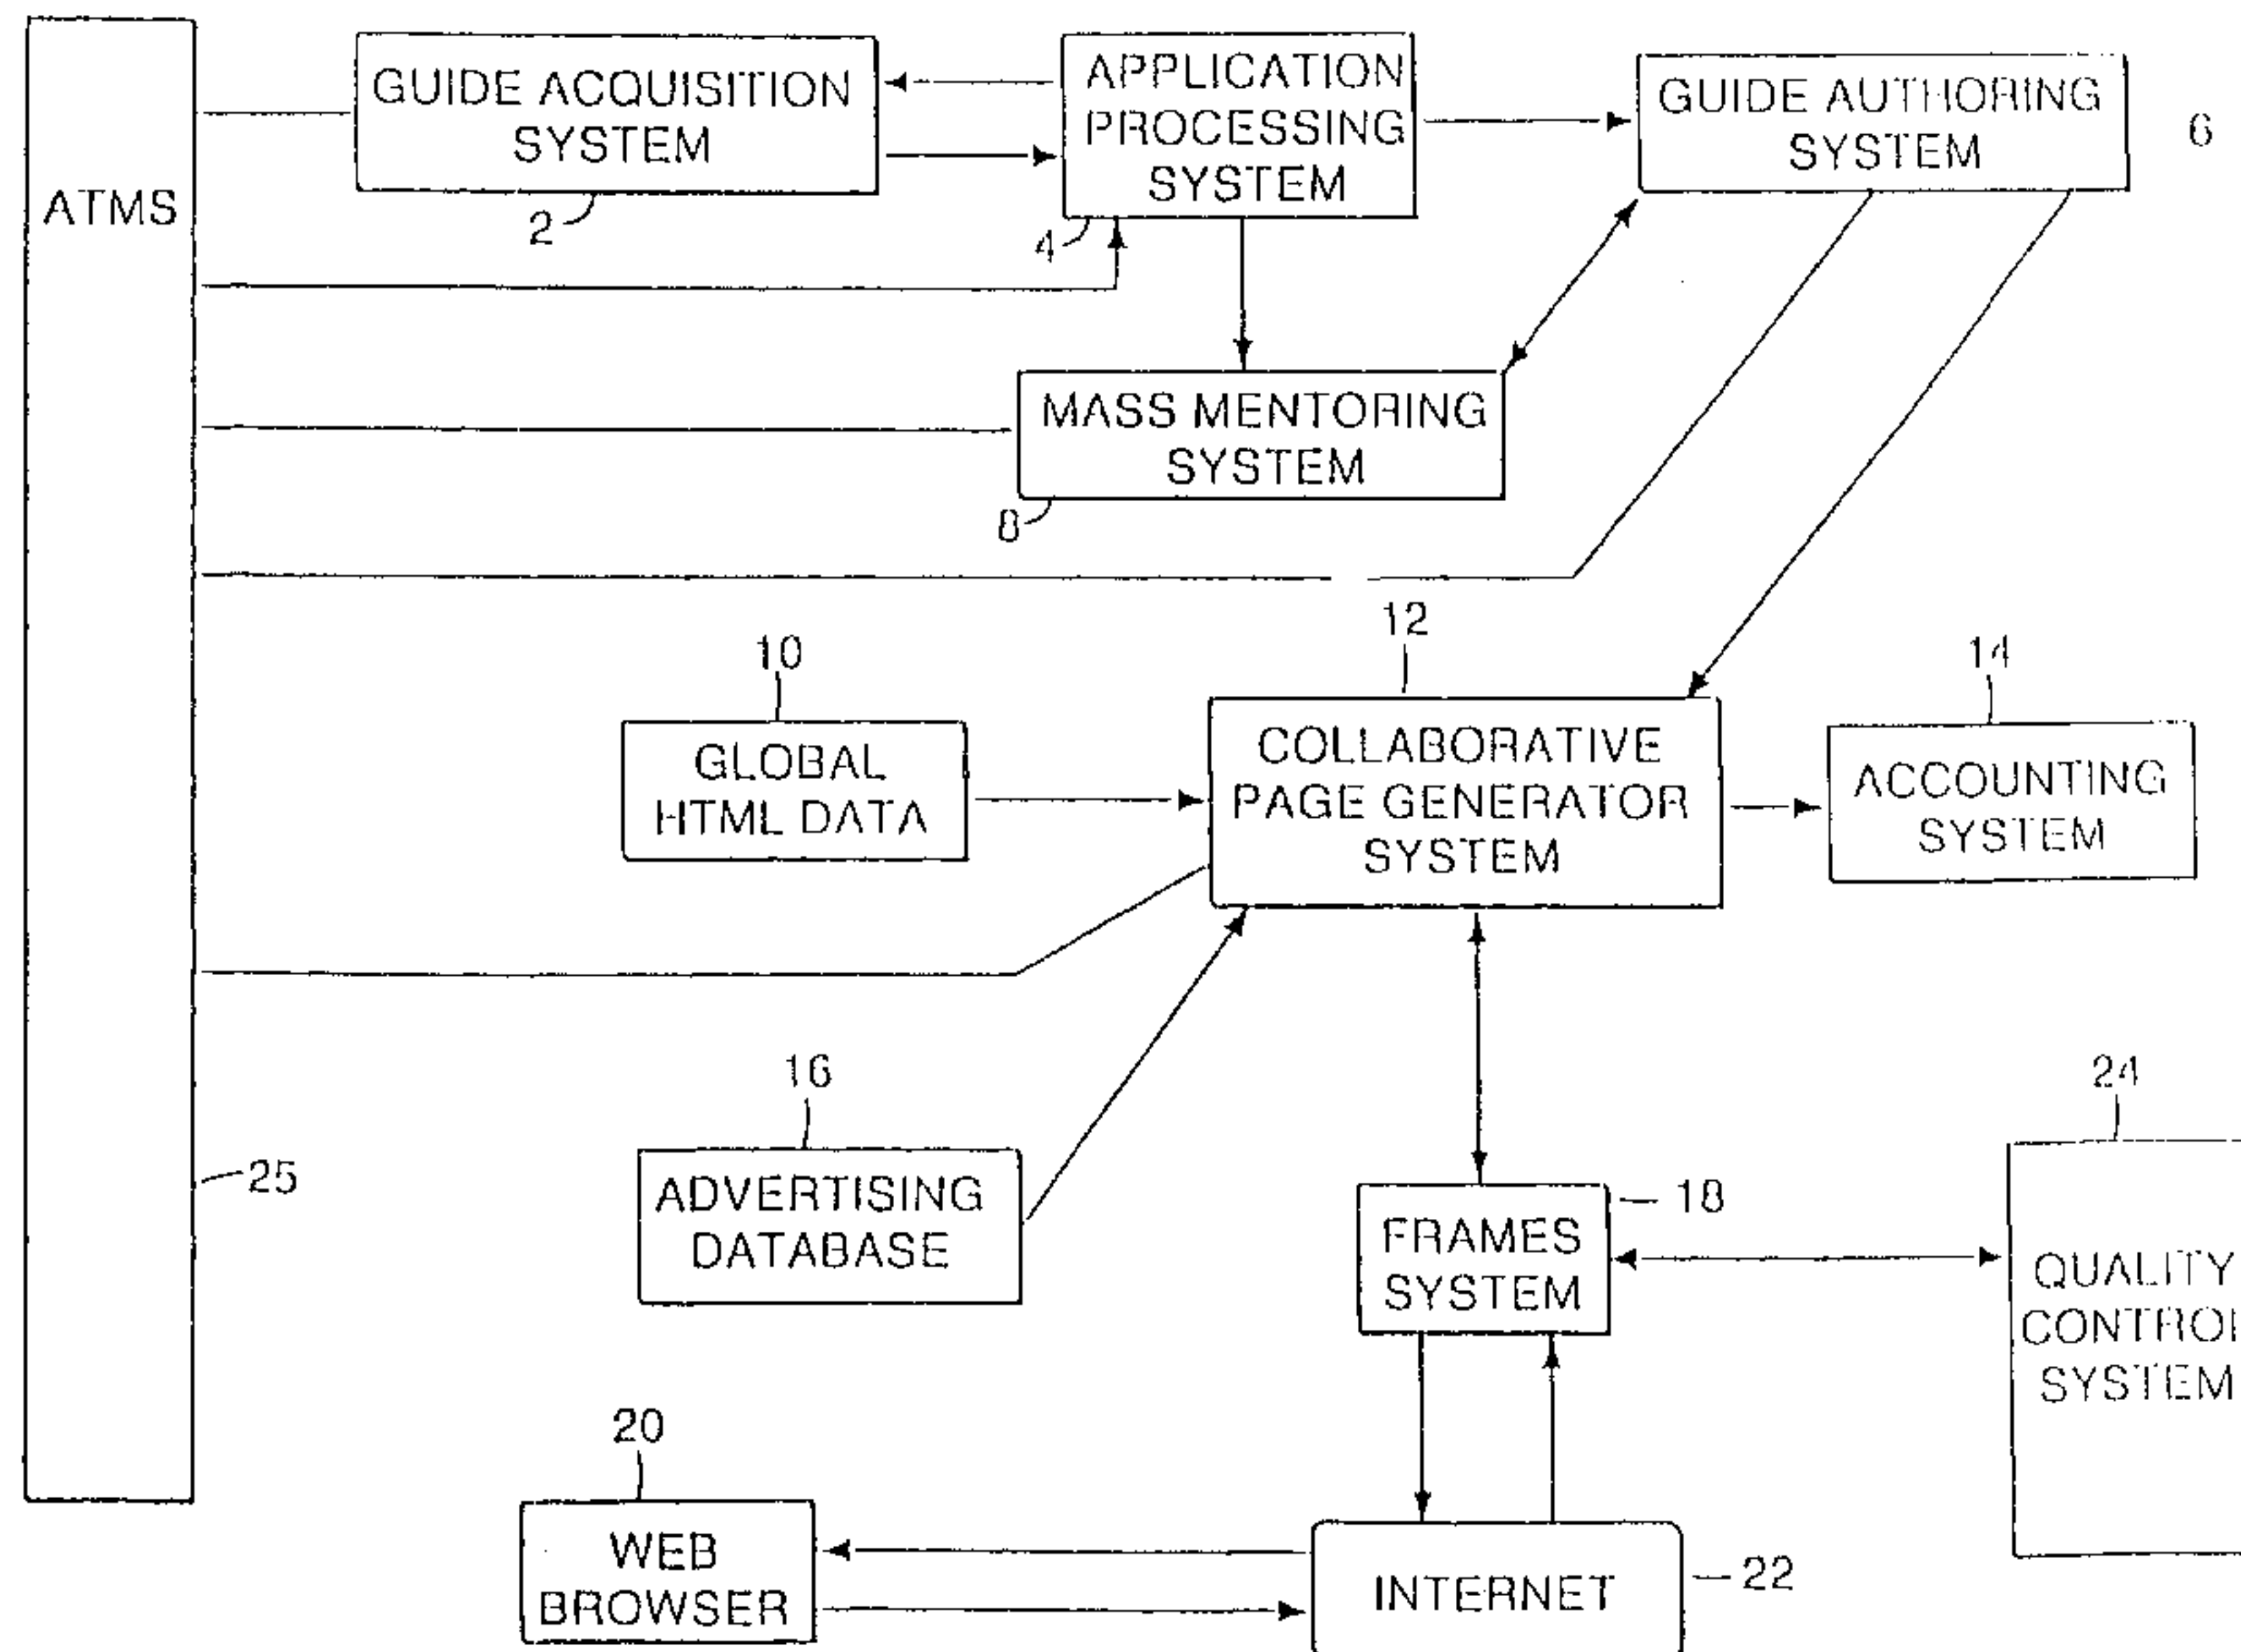 ATMS
GUIDE ACQUISITION
SYSTEM
2
APPLICATION
PROCESSING
SYSTEM
4
GUIDE AUTHORING
SYSTEM
6
MASS MENTORING
SYSTEM
8
10
GLOBAL
HTML DATA
12
COLLABORATIVE
PAGE GENERATOR
SYSTEM
14
ACCOUNTING
SYSTEM
16
ADVERTISING
DATABASE
25
18
FRAMES
SYSTEM
24
QUALITY
CONTROL
SYSTEM
20
WEB
BROWSER
INTERNET
22